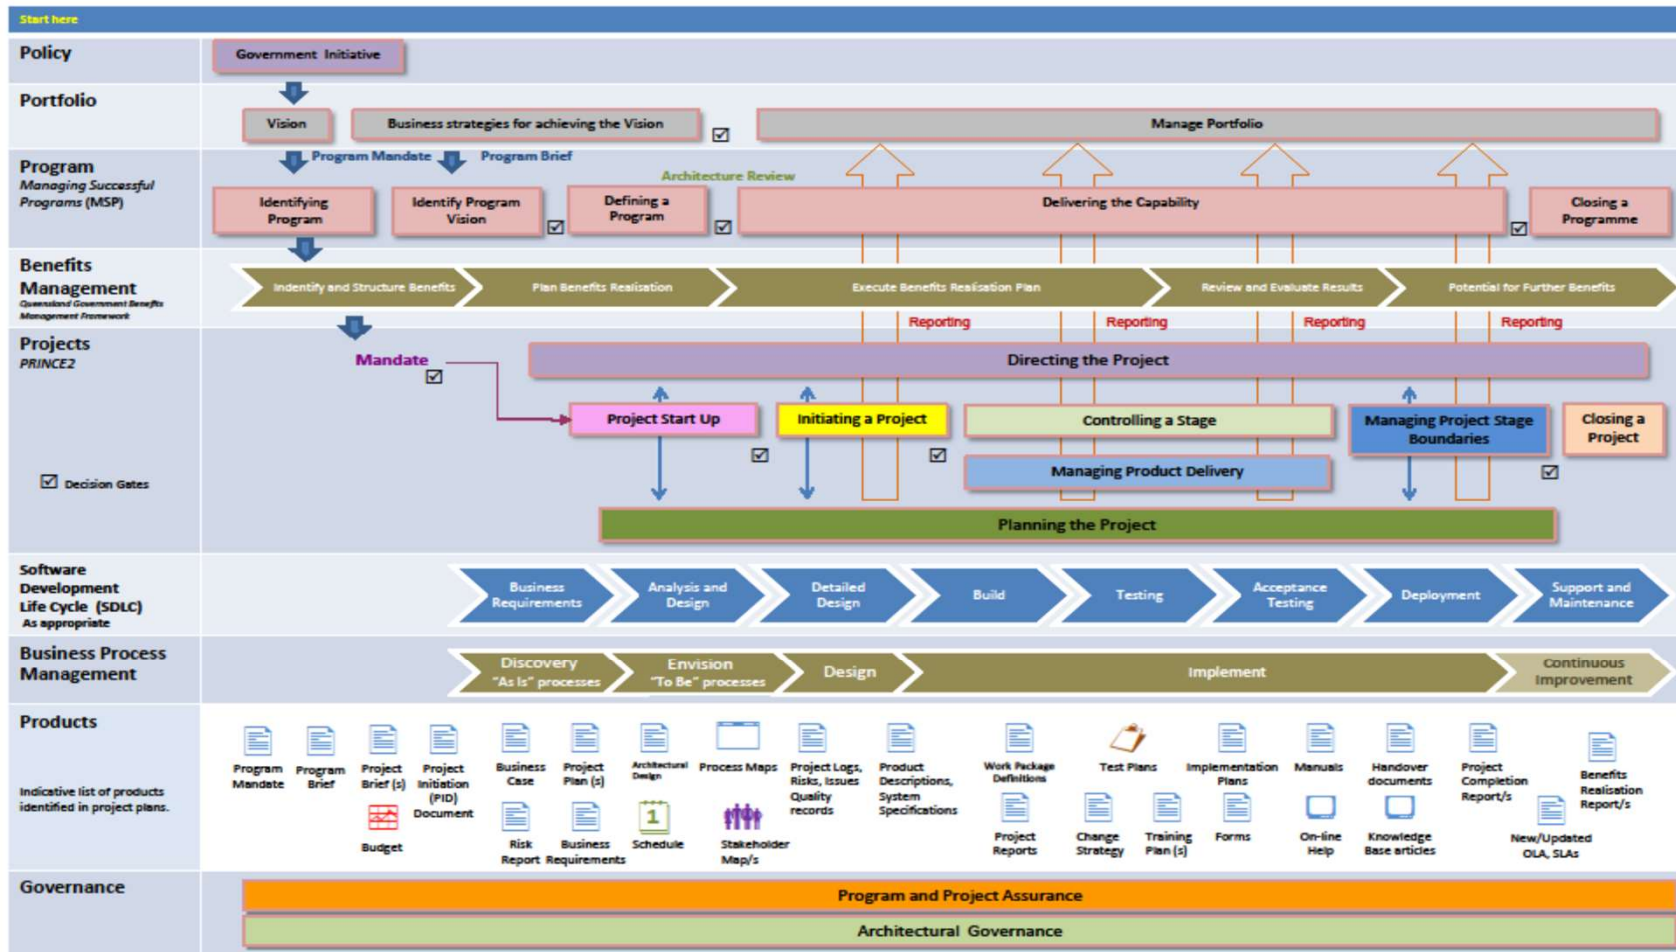 Start here
Policy
Government Initiative
Portfolio
Vision
Business strategies for achieving the Vision
Manage Portfolio
Program Mandate
Program Brief
Program
Managing Successful
Programs (MSP)
Architecture Review
Identifying
Program
Identify Program
Vision
Defining a
Program
Delivering the Capability
Closing a
Programme
Benefits
Management
Queensland Government Benefits
Management Framework
Indentify and Structure Benefits
Plan Benefits Realisation
Execute Benefits Realisation Plan
Review and Evaluate Results
Potential for Further Benefits
Reporting
Reporting
Reporting
Reporting
Projects
PRINCE2
Mandate
Directing the Project
Project Start Up
Initiating a Project
Controlling a Stage
Managing Project Stage
Boundaries
Closing a
Project
Managing Product Delivery
Decision Gates
Planning the Project
Software
Development
Life Cycle (SDLC)
As appropriate
Business
Requirements
Analysis and
Design
Detailed
Design
Build
Testing
Acceptance
Testing
Deployment
Support and
Maintenance
Business Process
Management
Discovery
"As Is" processes
Envision
"To Be" processes
Design
Implement
Continuous
Improvement
Products
Indicative list of products
identified in project plans.
Program
Mandate
Program
Brief
Project
Brief (s)
Project
Initiation
(PID)
Document
Business
Case
Project
Plan (s)
Architectural
Design
Process Maps
Project Logs,
Risks, Issues
Quality
records
Product
Descriptions,
System
Specifications
Work Package
Definitions
Test Plans
Implementation
Plans
Manuals
Handover
documents
Project
Completion
Report/s
Benefits
Realisation
Report/s
Budget
Risk
Report
Business
Requirements
1
Schedule
Stakeholder
Map/s
Project
Reports
Change
Strategy
Training
Plan (s)
Forms
On-line
Help
Knowledge
Base articles
New/Updated
OLA, SLAs
Governance
Program and Project Assurance
Architectural Governance